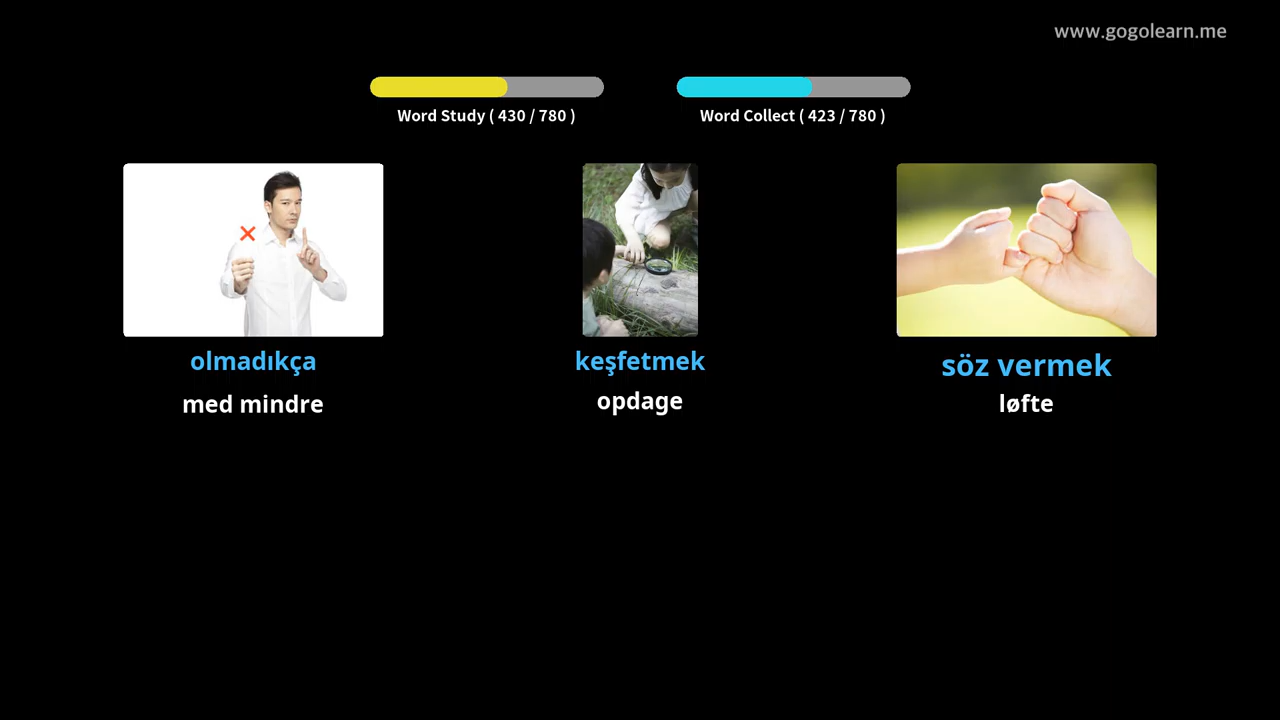 www.gogolearn.me
Word Study ( 430 / 780 )
Word Collect ( 423 / 780 )
olmadıkça
med mindre
keşfetmek
opdage
söz vermek
løfte